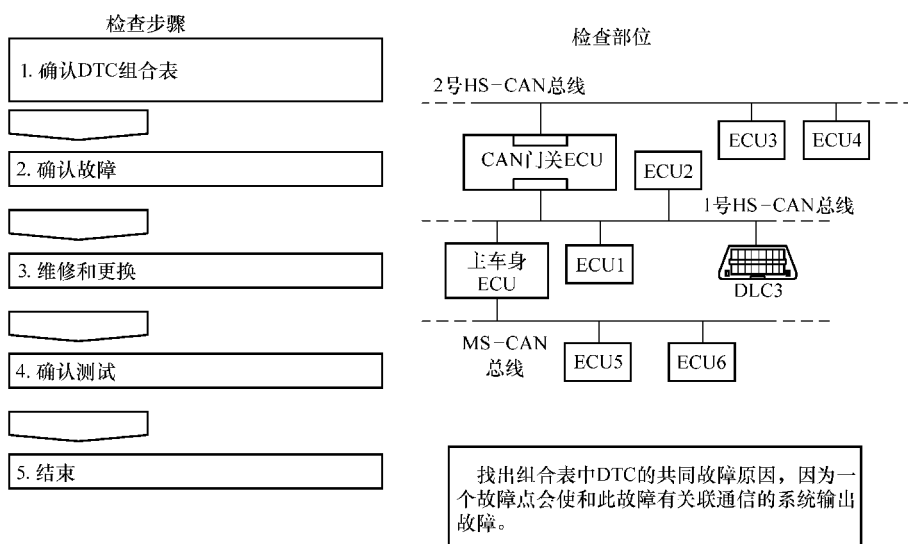 检查步骤
1. 确认DTC组合表
2. 确认故障
3. 维修和更换
4. 确认测试
5. 结束
检查部位
2号HS-CAN总线
ECU3
ECU4
CAN门关ECU
ECU2
1号HS-CAN总线
主车身
ECU
ECU1
DLC3
MS-CAN
总线
ECU5
ECU6
找出组合表中DTC的共同故障原因，因为一
个故障点会使和此故障有关联通信的系统输出
故障。